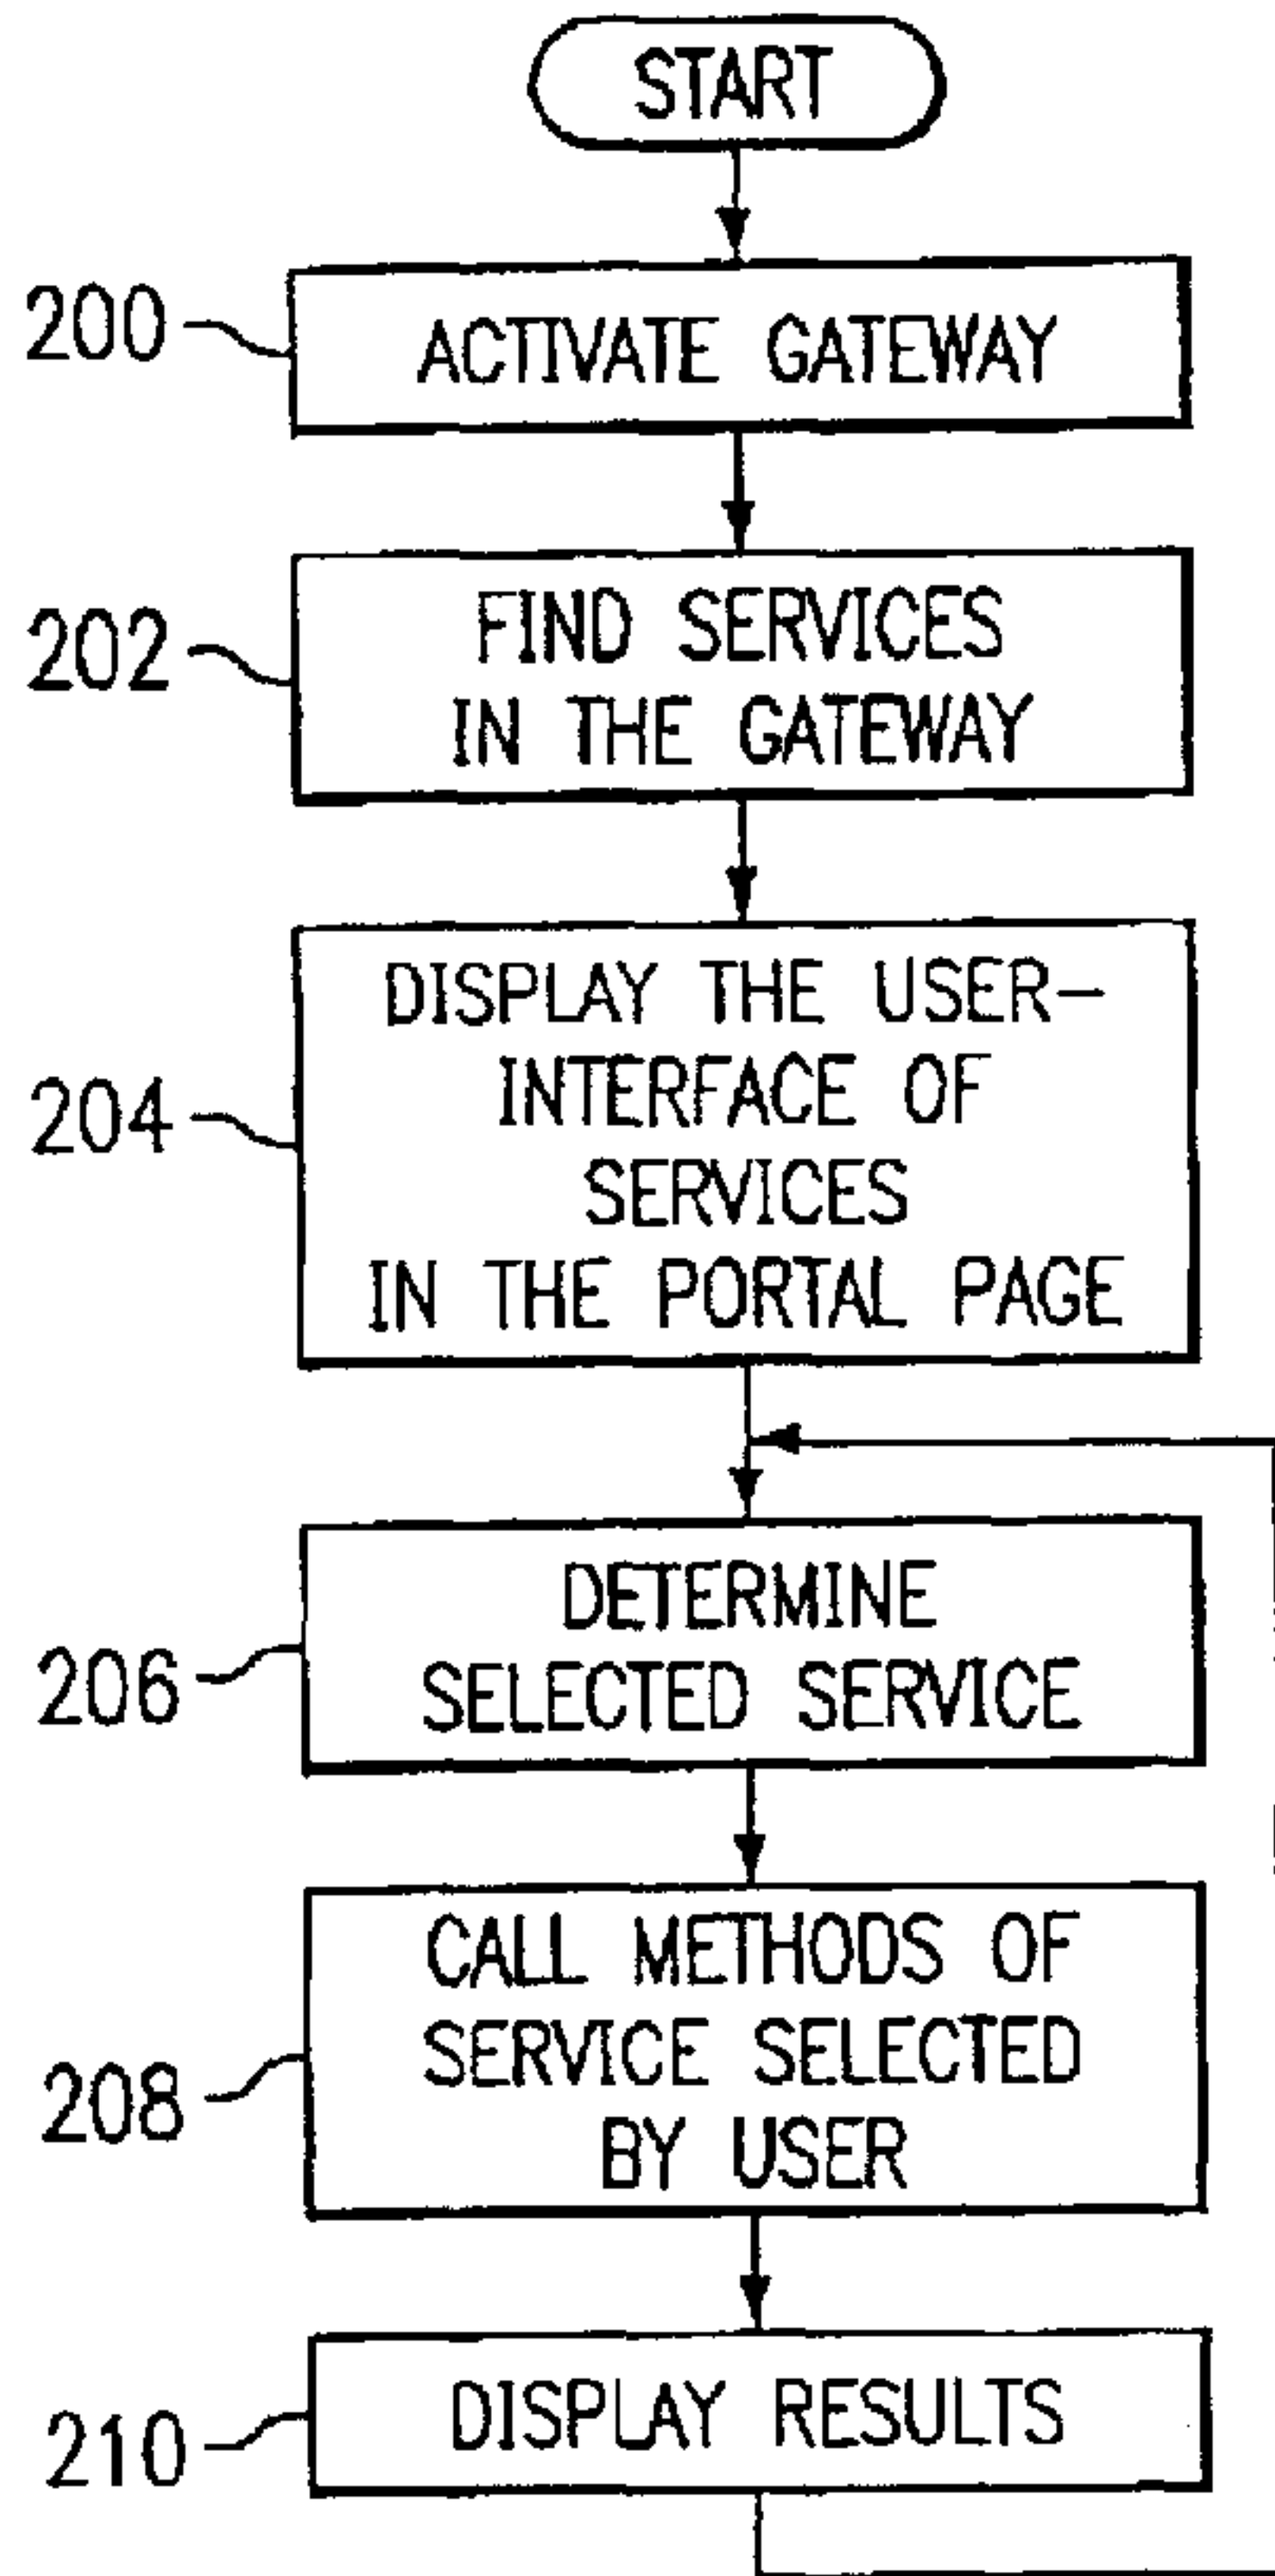 START
200
ACTIVATE GATEWAY
202
FIND SERVICES
IN THE GATEWAY
204
DISPLAY THE USER-
INTERFACE OF
SERVICES
IN THE PORTAL PAGE
206
DETERMINE
SELECTED SERVICE
208
CALL METHODS OF
SERVICE SELECTED
BY USER
210
DISPLAY RESULTS